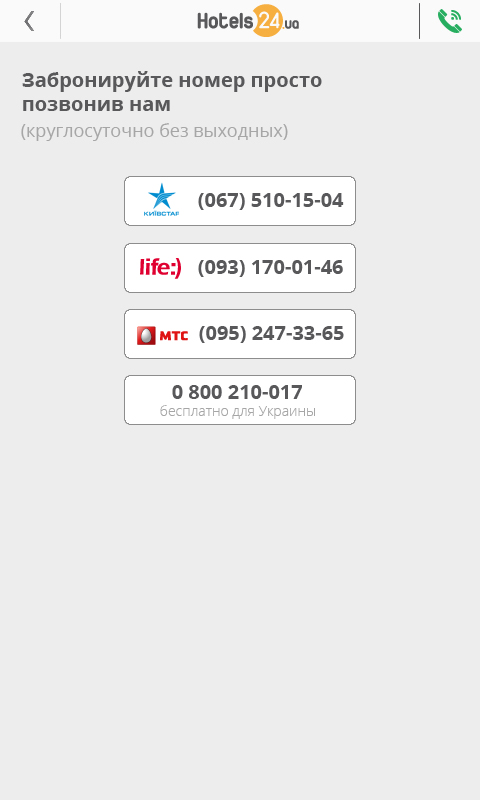 Hotels24.ua
Забронируйте номер просто
позвонив нам
(круглосуточно без выходных)
КИЇВСТАР (067) 510-15-04
life:) (093) 170-01-46
МТС (095) 247-33-65
0 800 210-017
бесплатно для Украины